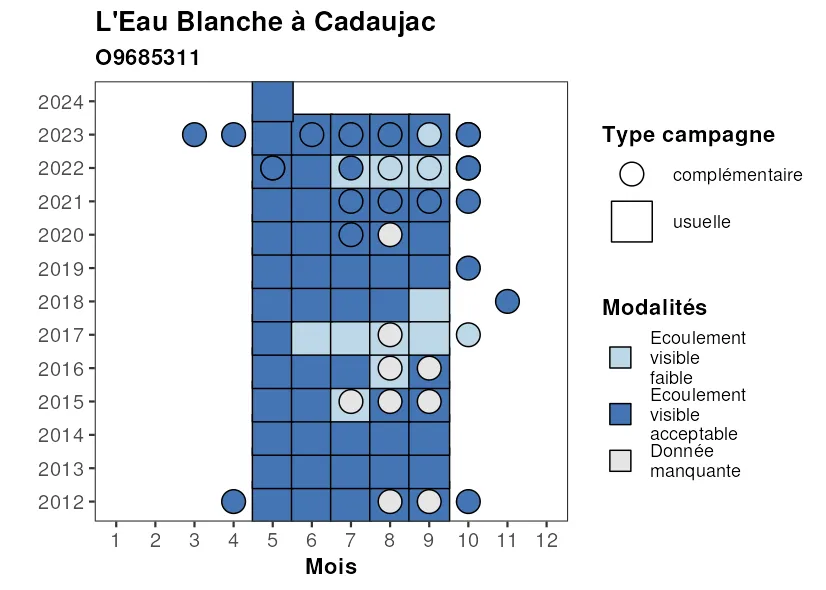 L'Eau Blanche à Cadaujac
O9685311
2024
2023
2022
2021
2020
2019
2018
2017
2016
2015
2014
2013
2012
1 2 3 4 5 6 7 8 9 10 11 12
Mois
Type campagne
complémentaire
usuelle
Modalités
Ecoulement
visible
faible
Ecoulement
visible
acceptable
Donnée
manquante